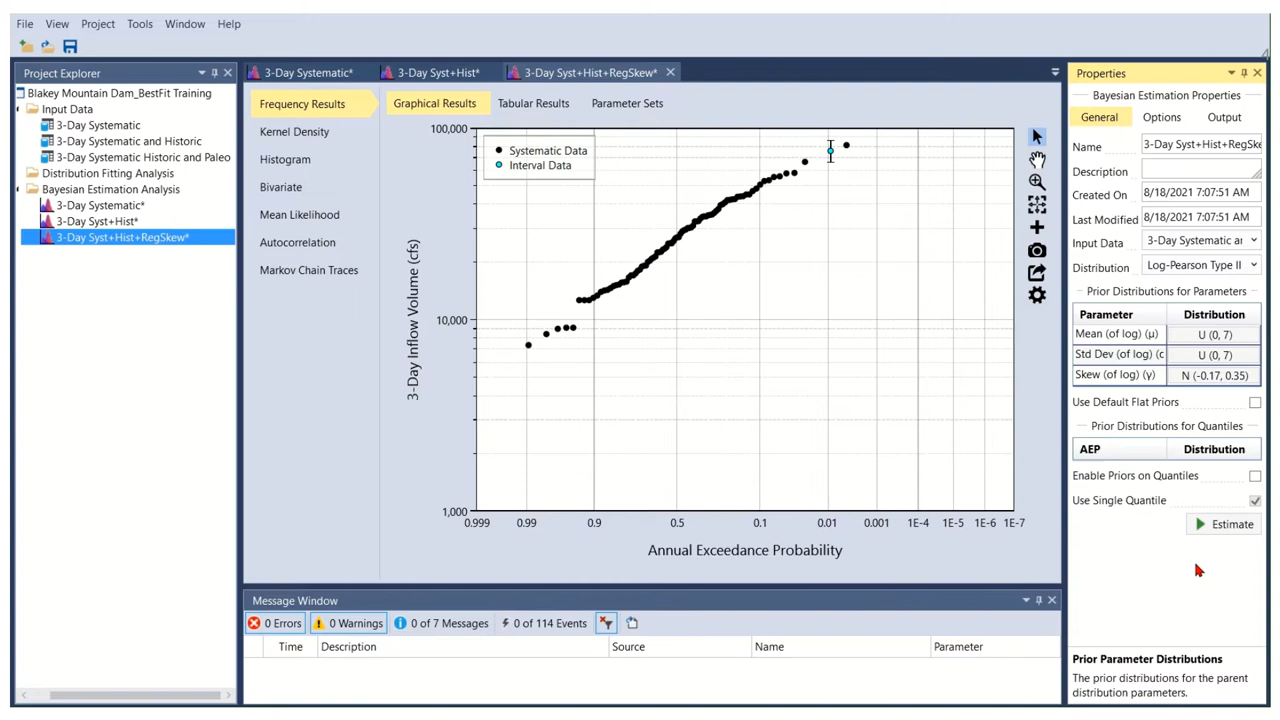 File View Project Tools Window Help
Project Explorer
Blakey Mountain Dam_BestFit Training
Input Data
3-Day Systematic
3-Day Systematic and Historic
3-Day Systematic Historic and Paleo
Distribution Fitting Analysis
Bayesian Estimation Analysis
3-Day Systematic*
3-Day Syst+Hist*
3-Day Syst+Hist+RegSkew*
3-Day Systematic* 3-Day Syst+Hist* 3-Day Syst+Hist+RegSkew*
Frequency Results
Kernel Density
Histogram
Bivariate
Mean Likelihood
Autocorrelation
Markov Chain Traces
Graphical Results Tabular Results Parameter Sets
100,000
10,000
1,000
3-Day Inflow Volume (cfs)
Systematic Data
Interval Data
0.999 0.99 0.9 0.5 0.1 0.01 0.001 1E-4 1E-5 1E-6 1E-7
Annual Exceedance Probability
Message Window
0 Errors 0 Warnings 0 of 7 Messages 0 of 114 Events
Time Description Source Name Parameter
Properties
Bayesian Estimation Properties
General Options Output
Name 3-Day Syst+Hist+RegSke
Description
Created On 8/18/2021 7:07:51 AM
Last Modified 8/18/2021 7:07:51 AM
Input Data 3-Day Systematic ar
Distribution Log-Pearson Type II
Prior Distributions for Parameters
Parameter Distribution
Mean (of log) (µ) U (0, 7)
Std Dev (of log) (c U (0, 7)
Skew (of log) (γ) N (-0.17, 0.35)
Use Default Flat Priors
Prior Distributions for Quantiles
AEP Distribution
Enable Priors on Quantiles
Use Single Quantile
Estimate
Prior Parameter Distributions
The prior distributions for the parent
distribution parameters.